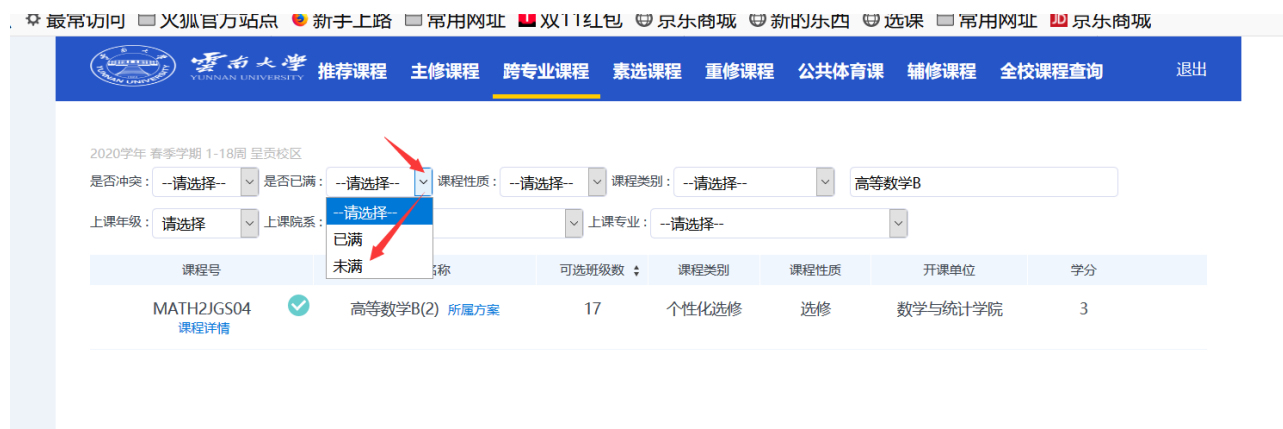 最常访问 火狐官方站点 新手上路 常用网址 双11红包 京东商城 新的东西 选课 常用网址 JD 京东商城
雲南大学 YUNNAN UNIVERSITY 推荐课程 主修课程 跨专业课程 素选课程 重修课程 公共体育课 辅修课程 全校课程查询 退出
2020学年 春季学期 1-18周 呈贡校区
是否冲突: --请选择-- 是否已满: --请选择-- 课程性质: --请选择-- 课程类别: --请选择-- 高等数学B
上课年级: 请选择 上课院系: --请选择-- 上课专业: --请选择--
已满
未满
课程号 称 可选班级数 课程类别 课程性质 开课单位 学分
MATH2JGS04 高等数学B(2) 所属方案 17 个性化选修 选修 数学与统计学院 3
课程详情